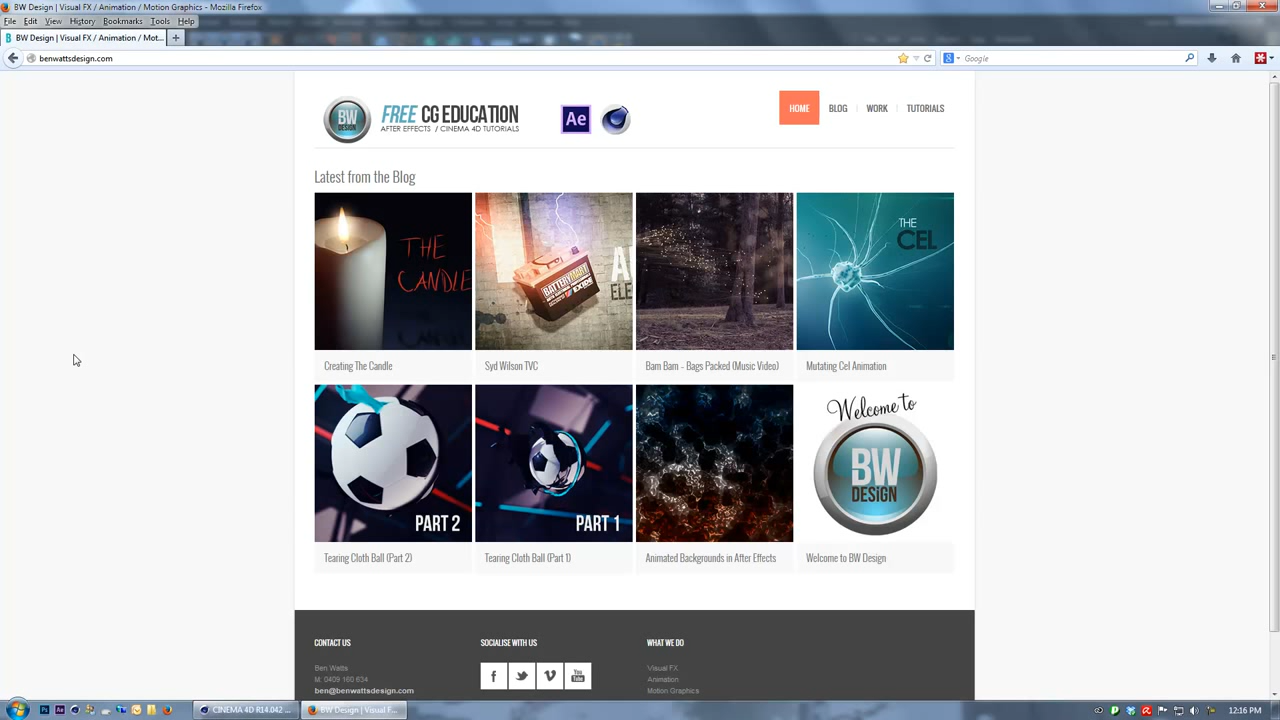 BW Design | Visual FX / Animation / Motion Graphics - Mozilla Firefox
File Edit View History Bookmarks Tools Help
BW Design | Visual FX / Animation / Mot...
benwattsdesign.com
Google
BW DESIGN
FREE CG EDUCATION
AFTER EFFECTS / CINEMA 4D TUTORIALS
Ae
HOME BLOG WORK TUTORIALS
Latest from the Blog
THE CANDLE
BATTERYMART EXIDE
THE CEL
Creating The Candle
Syd Wilson TVC
Bam Bam - Bags Packed (Music Video)
Mutating Cel Animation
PART 2
PART 1
Welcome to
BW DESIGN
Tearing Cloth Ball (Part 2)
Tearing Cloth Ball (Part 1)
Animated Backgrounds in After Effects
Welcome to BW Design
CONTACT US
SOCIALISE WITH US
WHAT WE DO
Ben Watts
M: 0409 160 634
ben@benwattsdesign.com
You Tube
Visual FX
Animation
Motion Graphics
CINEMA 4D R14.042 ...
BW Design | Visual F...
12:16 PM